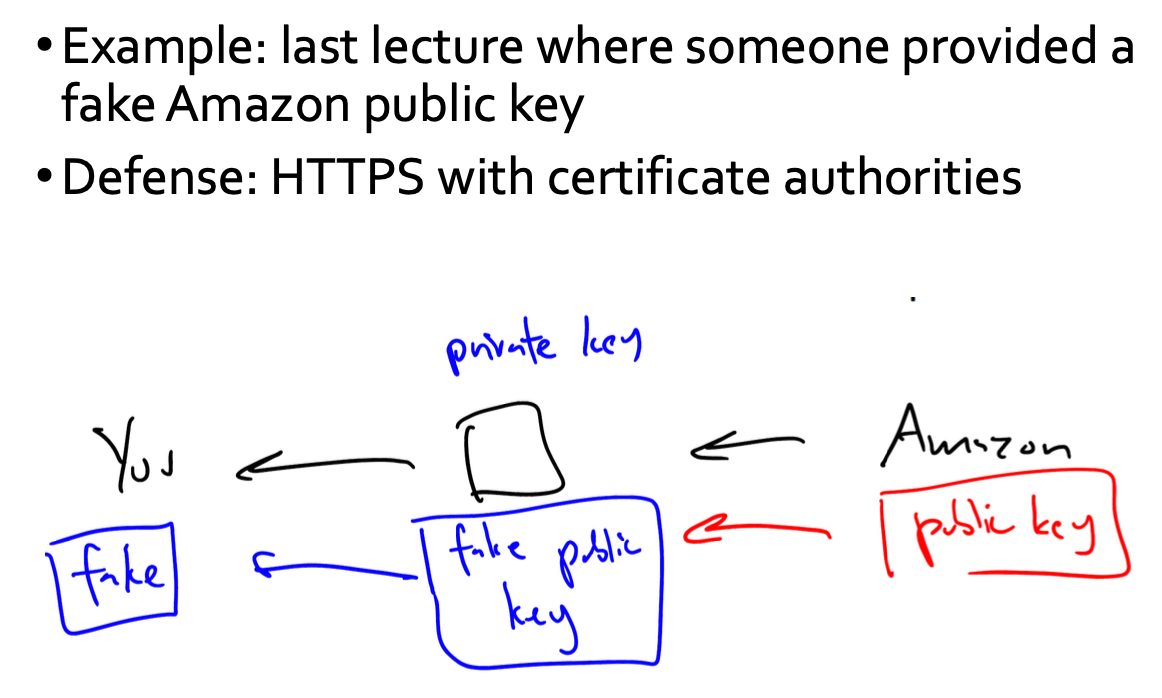 • Example: last lecture where someone provided a
fake Amazon public key
• Defense: HTTPS with certificate authorities
private key
You
Amazon
fake
fake public
key
public key